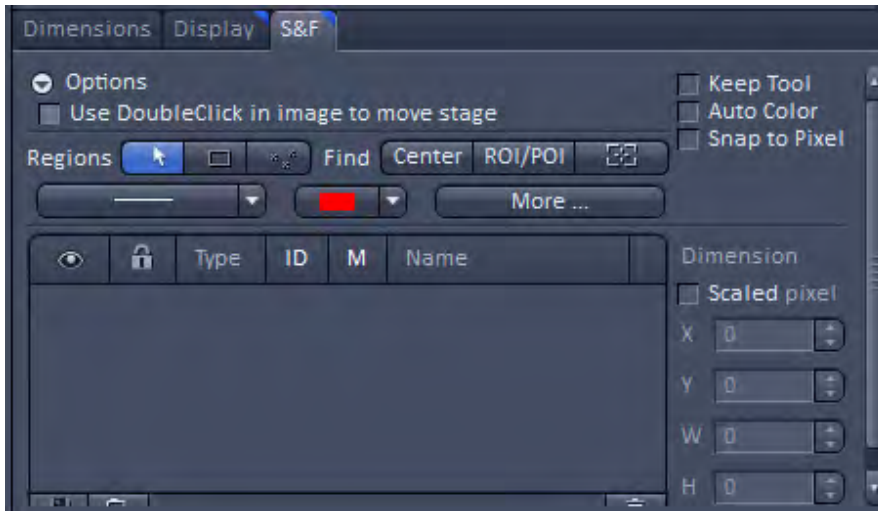 Dimensions Display S&F
Options
Use DoubleClick in image to move stage
Keep Tool
Auto Color
Snap to Pixel
Regions Find Center ROI/POI
More ...
Type ID M Name
Dimension
Scaled pixel
X 0
Y 0
W 0
H 0